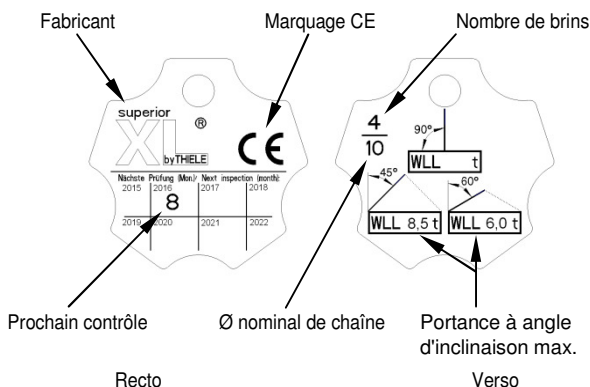 Fabricant
Marquage CE
Nombre de brins
superior
XL ®
by THIELE
CE
Nächste Prüfung (Mon.)/ Next inspection (month):
2015 2016 2017 2018
8
2019 2020 2021 2022
4
10
90°
WLL t
45°
60°
WLL 8,5 t
WLL 6,0 t
Prochain contrôle
Ø nominal de chaîne
Portance à angle
d'inclinaison max.
Recto
Verso